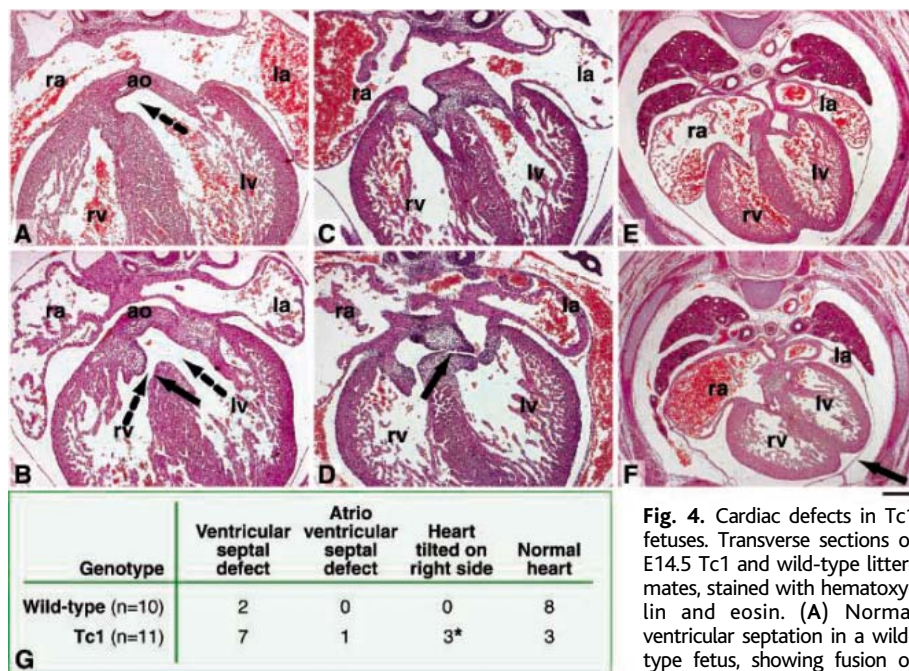 ra
ao
la
rv
lv
A
ra
la
rv
lv
C
ra
la
rv
lv
E
ra
ao
la
rv
lv
B
ra
la
rv
lv
D
la
ra
lv
rv
F
Genotype
Ventricular septal defect
Atrio ventricular septal defect
Heart tilted on right side
Normal heart
Wild-type (n=10) 2 0 0 8
Tc1 (n=11) 7 1 3* 3
G
Fig. 4. Cardiac defects in Tc1
fetuses. Transverse sections o
E14.5 Tc1 and wild-type litter
mates, stained with hematoxy
lin and eosin. (A) Norma
ventricular septation in a wild
type fetus, showing fusion o